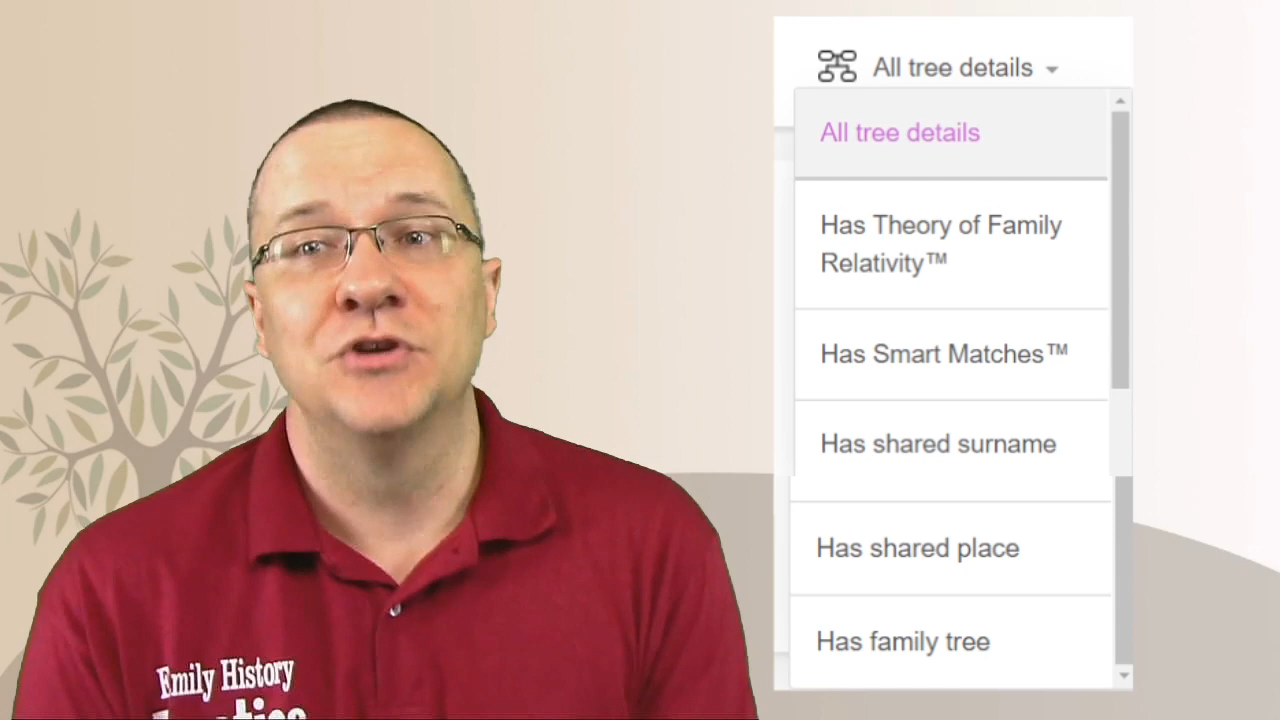 All tree details
All tree details
Has Theory of Family
Relativity™
Has Smart Matches™
Has shared surname
Has shared place
Has family tree
History